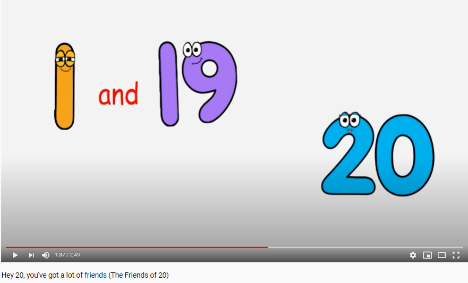 1 and 19
20
1:37 / 2:49
Hey 20, you've got a lot of friends (The Friends of 20)